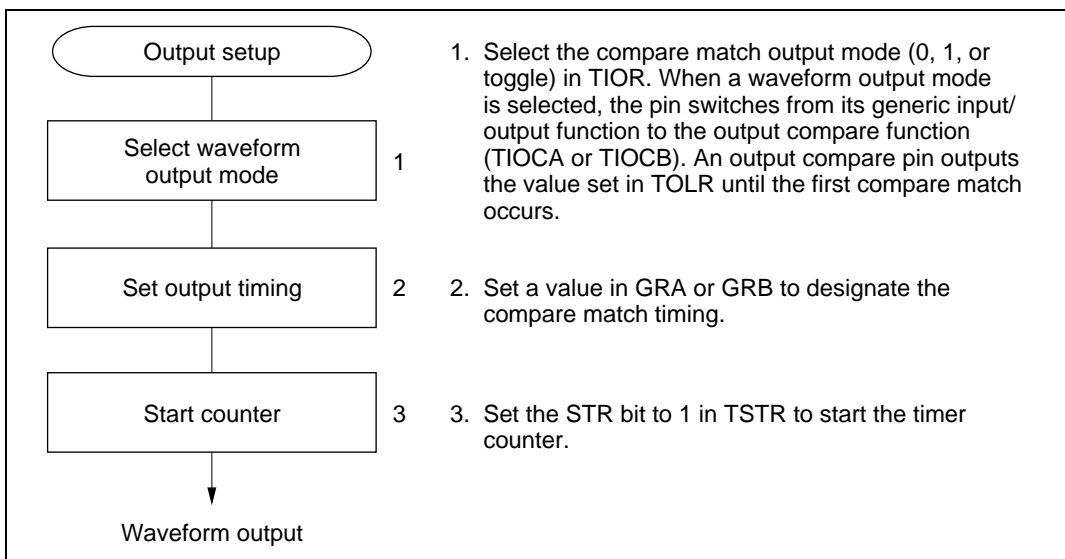 Output setup
Select waveform
output mode
1
Set output timing
2
Start counter
3
Waveform output
1. Select the compare match output mode (0, 1, or
toggle) in TIOR. When a waveform output mode
is selected, the pin switches from its generic input/
output function to the output compare function
(TIOCA or TIOCB). An output compare pin outputs
the value set in TOLR until the first compare match
occurs.
2. Set a value in GRA or GRB to designate the
compare match timing.
3. Set the STR bit to 1 in TSTR to start the timer
counter.